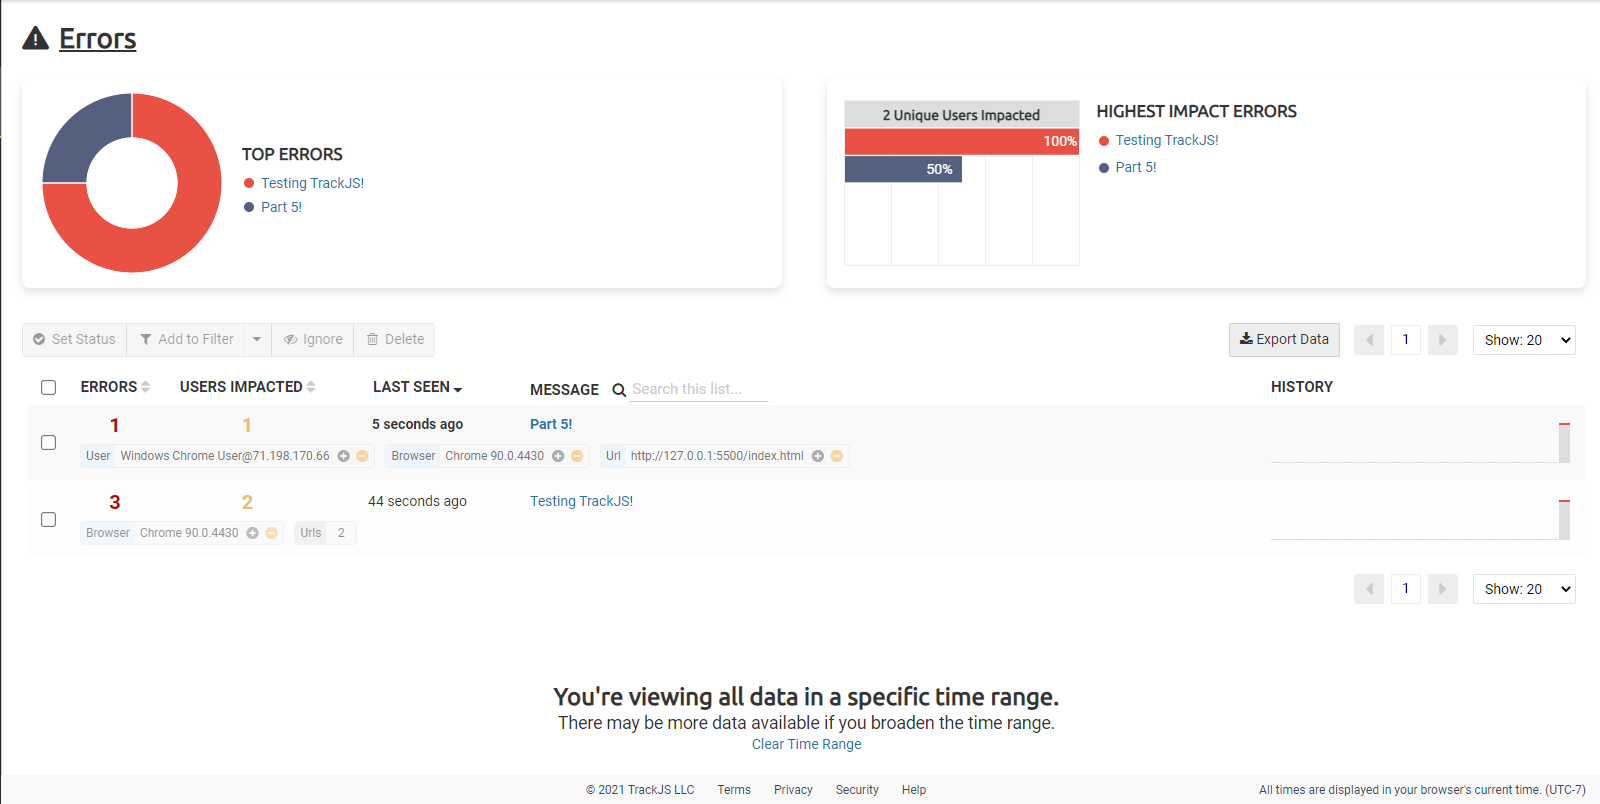 Errors
TOP ERRORS
Testing TrackJS!
Part 5!
2 Unique Users Impacted
100%
50%
HIGHEST IMPACT ERRORS
Testing TrackJS!
Part 5!
Set Status Add to Filter Ignore Delete
Export Data 1 Show: 20
ERRORS USERS IMPACTED LAST SEEN MESSAGE Search this list... HISTORY
1 1 5 seconds ago Part 5!
User Windows Chrome User@71.198.170.66 Browser Chrome 90.0.4430 Url http://127.0.0.1:5500/index.html
3 2 44 seconds ago Testing TrackJS!
Browser Chrome 90.0.4430 Urls 2
1 Show: 20
You're viewing all data in a specific time range.
There may be more data available if you broaden the time range.
Clear Time Range
© 2021 TrackJS LLC Terms Privacy Security Help All times are displayed in your browser's current time. (UTC-7)